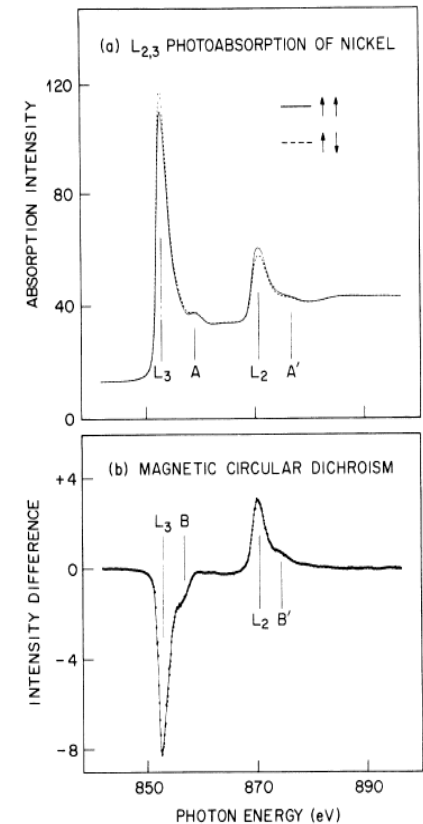 (a) L2,3 PHOTOABSORPTION OF NICKEL
120
80
40
0
ABSORPTION INTENSITY
L3
A
L2
A′
(b) MAGNETIC CIRCULAR DICHROISM
+4
0
-4
-8
INTENSITY DIFFERENCE
L3 B
L2 B′
850
870
890
PHOTON ENERGY (eV)